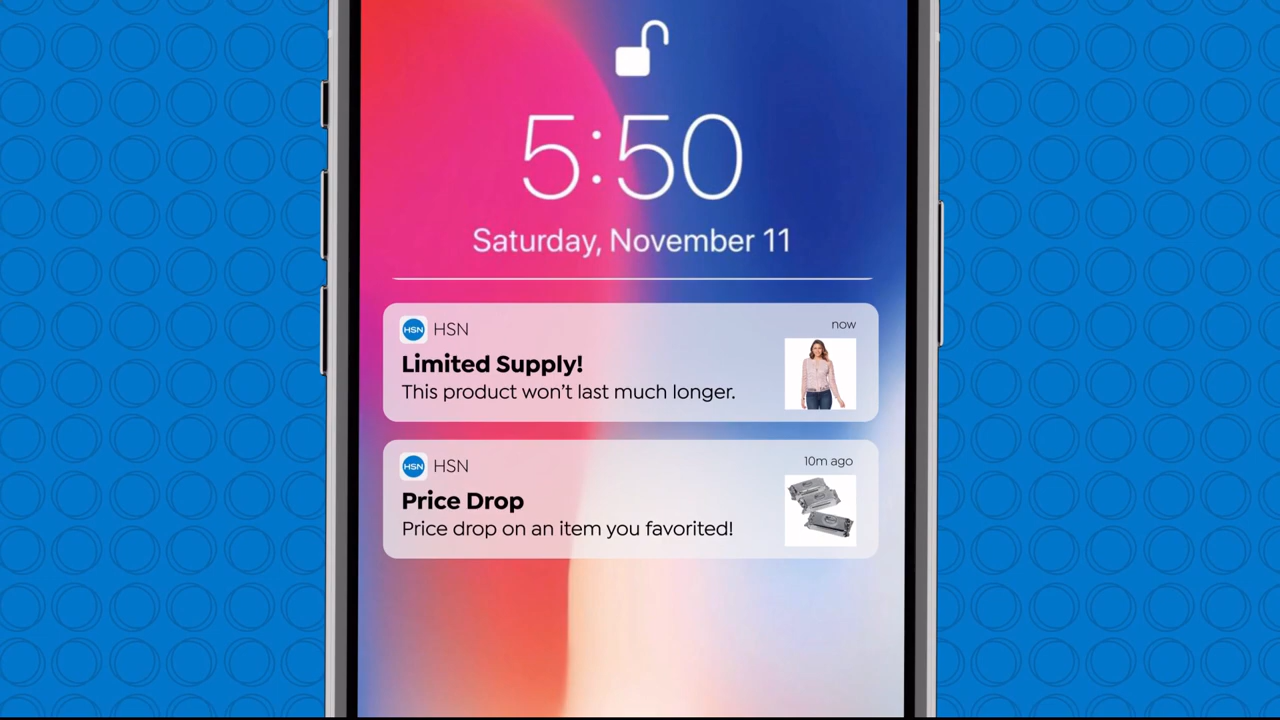 5:50
Saturday, November 11
HSN HSN now
Limited Supply!
This product won't last much longer.
HSN HSN 10m ago
Price Drop
Price drop on an item you favorited!